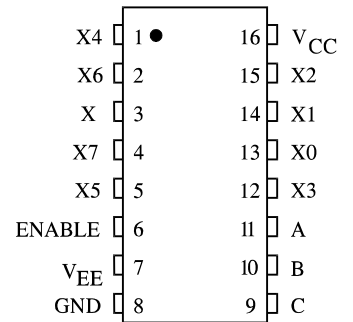 X4 1 16 VCC
X6 2 15 X2
X 3 14 X1
X7 4 13 X0
X5 5 12 X3
ENABLE 6 11 A
VEE 7 10 B
GND 8 9 C